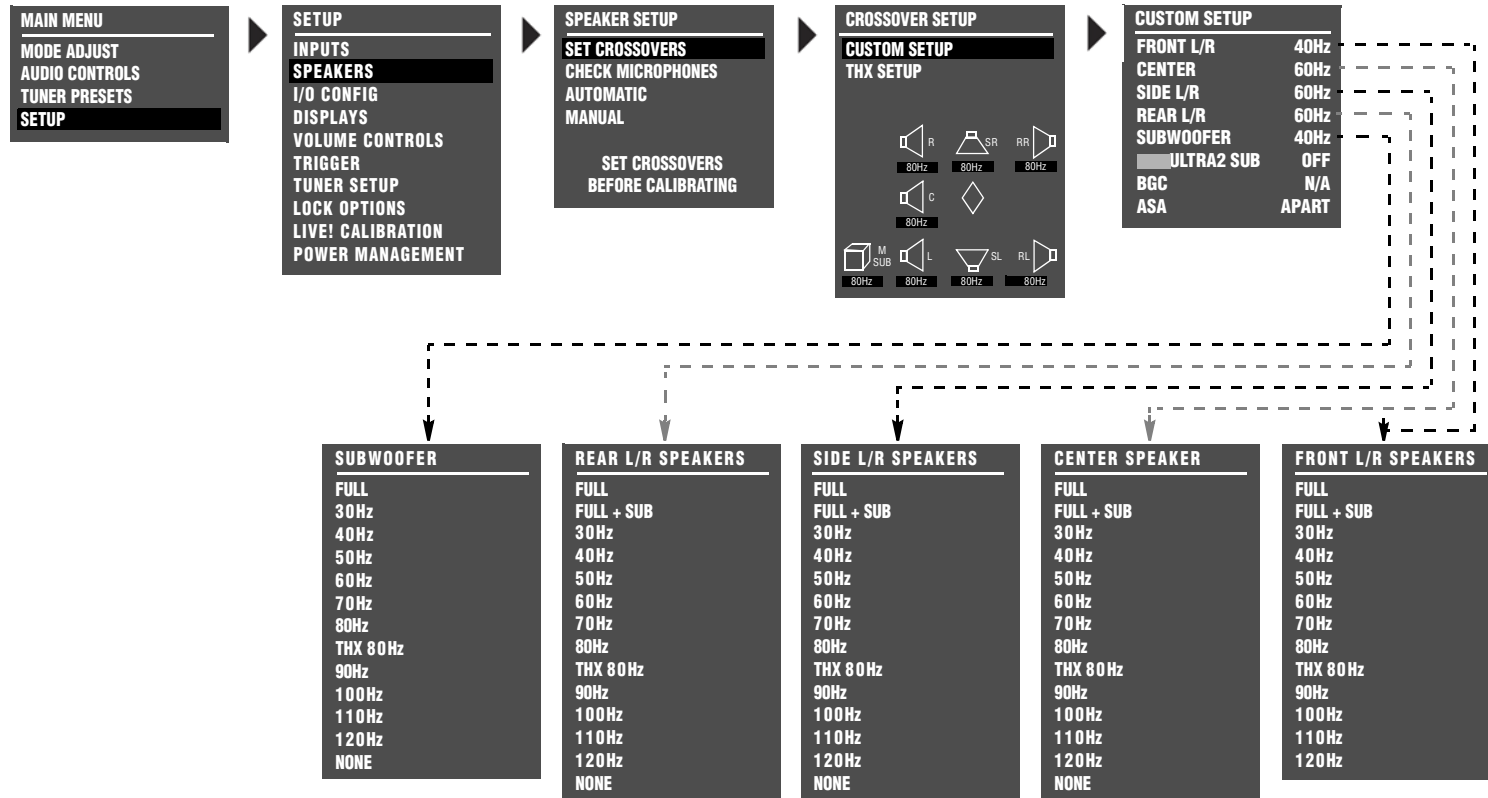 MAIN MENU
MODE ADJUST
AUDIO CONTROLS
TUNER PRESETS
SETUP
SETUP
INPUTS
SPEAKERS
I/O CONFIG
DISPLAYS
VOLUME CONTROLS
TRIGGER
TUNER SETUP
LOCK OPTIONS
LIVE! CALIBRATION
POWER MANAGEMENT
SPEAKER SETUP
SET CROSSOVERS
CHECK MICROPHONES
AUTOMATIC
MANUAL
SET CROSSOVERS
BEFORE CALIBRATING
CROSSOVER SETUP
CUSTOM SETUP
THX SETUP
R SR RR
80Hz 80Hz 80Hz
C
80Hz
M
SUB L SL RL
80Hz 80Hz 80Hz 80Hz
CUSTOM SETUP
FRONT L/R 40Hz
CENTER 60Hz
SIDE L/R 60Hz
REAR L/R 60Hz
SUBWOOFER 40Hz
ULTRA2 SUB OFF
BGC N/A
ASA APART
SUBWOOFER
FULL
30Hz
40Hz
50Hz
60Hz
70Hz
80Hz
THX 80Hz
90Hz
100Hz
110Hz
120Hz
NONE
REAR L/R SPEAKERS
FULL
FULL + SUB
30Hz
40Hz
50Hz
60Hz
70Hz
80Hz
THX 80Hz
90Hz
100Hz
110Hz
120Hz
NONE
SIDE L/R SPEAKERS
FULL
FULL + SUB
30Hz
40Hz
50Hz
60Hz
70Hz
80Hz
THX 80Hz
90Hz
100Hz
110Hz
120Hz
NONE
CENTER SPEAKER
FULL
FULL + SUB
30Hz
40Hz
50Hz
60Hz
70Hz
80Hz
THX 80Hz
90Hz
100Hz
110Hz
120Hz
NONE
FRONT L/R SPEAKERS
FULL
FULL + SUB
30Hz
40Hz
50Hz
60Hz
70Hz
80Hz
THX 80Hz
90Hz
100Hz
110Hz
120Hz